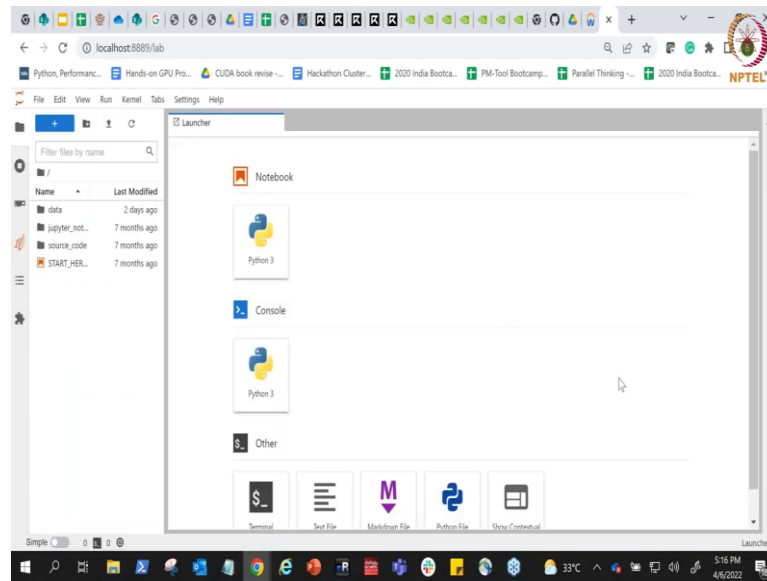 localhost:8889/lab
Python, Performanc... Hands-on GPU Pro... CUDA book revise -... Hackathon Cluster... 2020 India Bootca... PM-Tool Bootcamp... Parallel Thinking -... 2020 India Bootca...
NPTEL
File Edit View Run Kernel Tabs Settings Help
Launcher
Filter files by name
/
Name Last Modified
data 2 days ago
jupyter_not... 7 months ago
source_code 7 months ago
START_HER... 7 months ago
Notebook
Python 3
Console
Python 3
$_ Other
$_
M
Terminal Text File Markdown File Python File Show Contextual
Simple 0 0
Launche
33°C
5:16 PM
4/6/2022